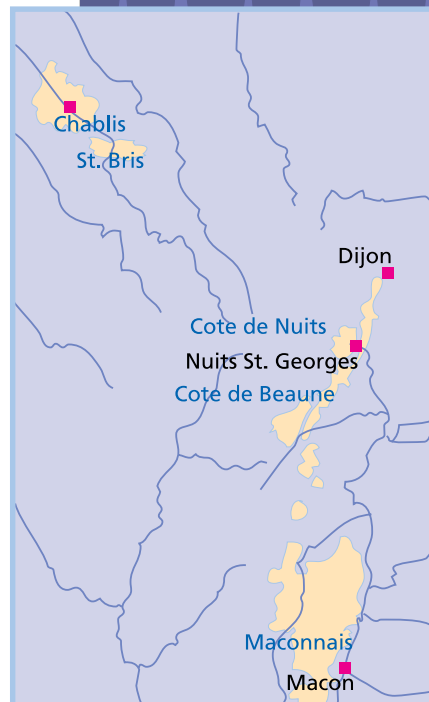 Chablis
St. Bris
Dijon
Cote de Nuits
Nuits St. Georges
Cote de Beaune
Maconnais
Macon